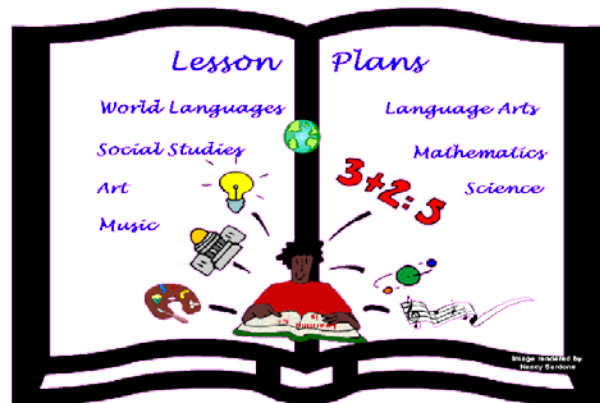 Lesson Plans
World Languages
Social Studies
Art
Music
Language Arts
Mathematics
Science
3+2:5
Image rendered by
Nancy Sardone